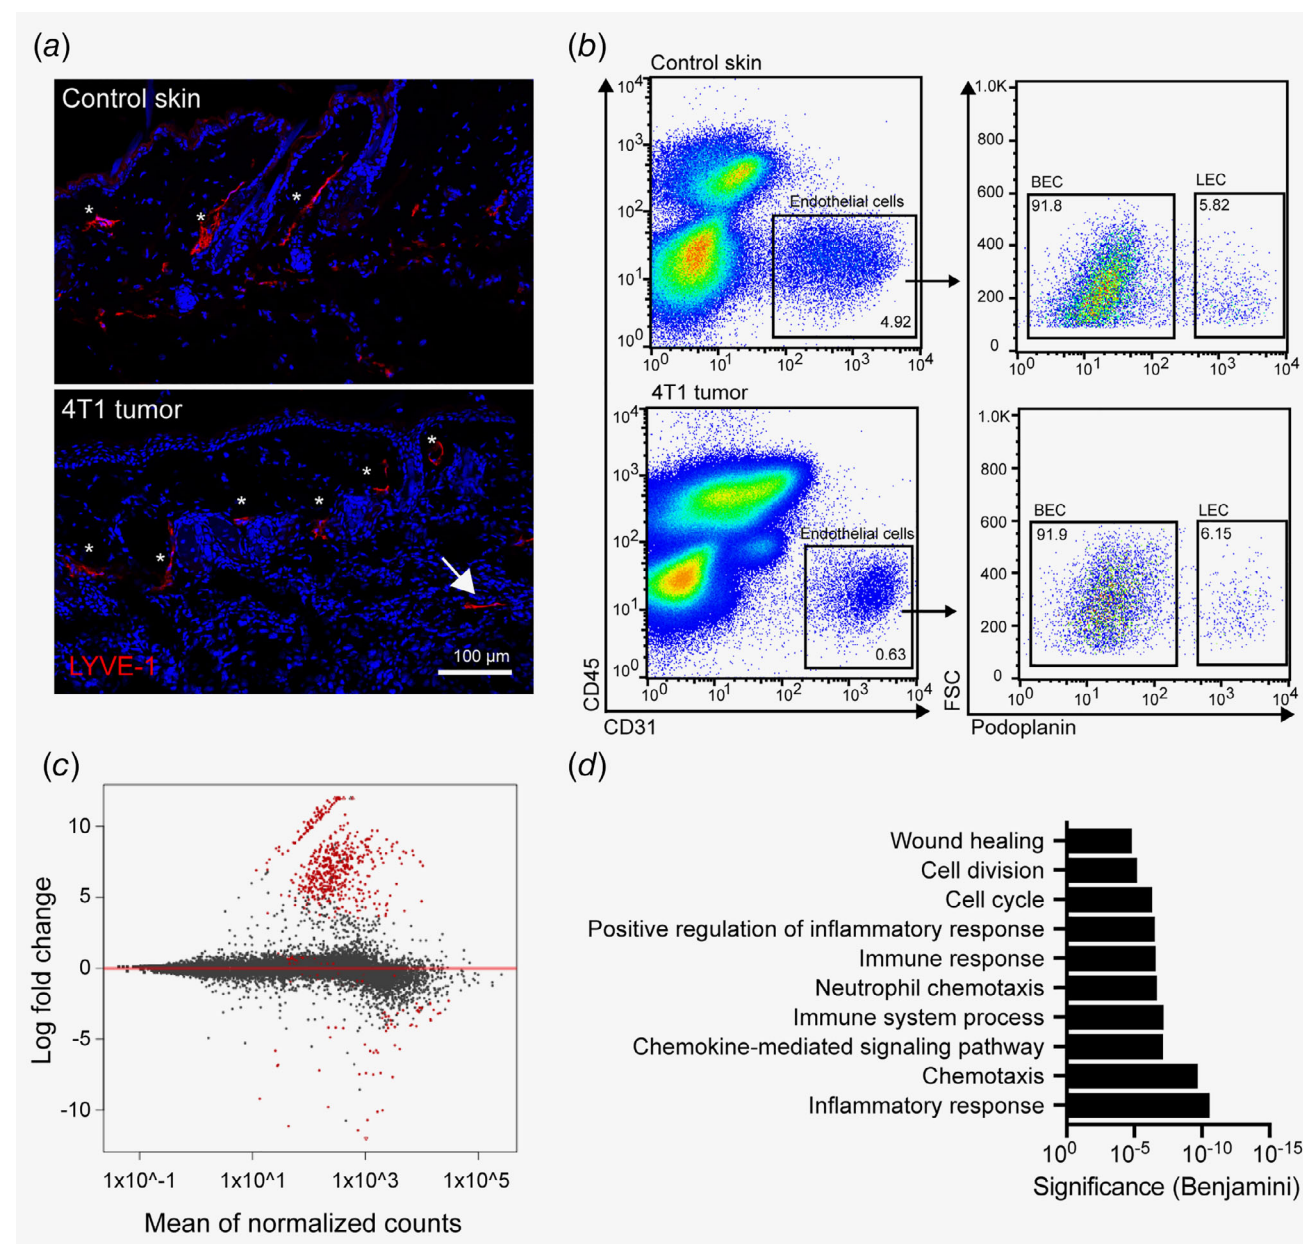 (a)
Control skin
*
*
*
4T1 tumor
*
*
*
*
*
*
LYVE-1
100 µm
(b)
Control skin
10^4
10^3
10^2
10^1
10^0
Endothelial cells
4.92
10^0 10^1 10^2 10^3 10^4
1.0K
800
600
400
200
0
BEC
91.8
LEC
5.82
10^0 10^1 10^2 10^3 10^4
4T1 tumor
10^4
10^3
10^2
10^1
10^0
Endothelial cells
0.63
10^0 10^1 10^2 10^3 10^4
CD45
CD31
1.0K
800
600
400
200
0
BEC
91.9
LEC
6.15
10^0 10^1 10^2 10^3 10^4
FSC
Podoplanin
(c)
Log fold change
10
5
0
-5
-10
1x10^-1 1x10^1 1x10^3 1x10^5
Mean of normalized counts
(d)
Wound healing
Cell division
Cell cycle
Positive regulation of inflammatory response
Immune response
Neutrophil chemotaxis
Immune system process
Chemokine-mediated signaling pathway
Chemotaxis
Inflammatory response
10^0 10^-5 10^-10 10^-15
Significance (Benjamini)